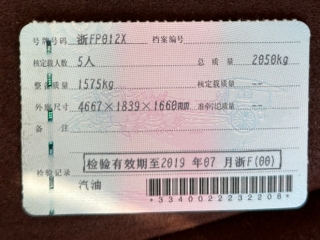 号牌号码 浙FP012X 档案编号
核定载人数 5人 总质量 2050kg
整备质量 1575kg 核定载质量
外廓尺寸 4667×1839×1660mm 准牵引总质量
备注
检验有效期至2019年07月浙F(00)
检验记录
汽油
*3340022232208*